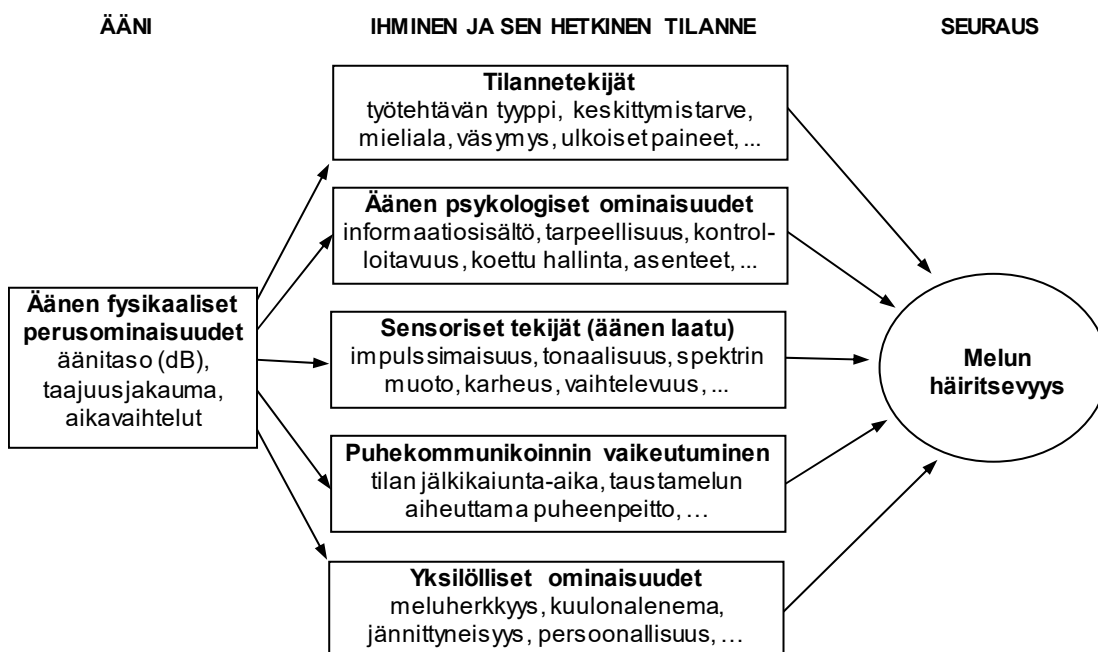 ÄÄNI
IHMINEN JA SEN HETKINEN TILANNE
SEURAUS
Äänen fysikaaliset
perusominaisuudet
äänitaso (dB),
taajuusjakauma,
aikavaihtelut
Tilannetekijät
työtehtävän tyyppi, keskittymistarve,
mieliala, väsymys, ulkoiset paineet, ...
Äänen psykologiset ominaisuudet
informaatiosisältö, tarpeellisuus, kontrol-
loitavuus, koettu hallinta, asenteet, ...
Sensoriset tekijät (äänen laatu)
impulssimaisuus, tonaalisuus, spektrin
muoto, karheus, vaihtelevuus, ...
Puhekommunikoinnin vaikeutuminen
tilan jälkikaiunta-aika, taustamelun
aiheuttama puheenpeitto, …
Yksilölliset ominaisuudet
meluherkkyys, kuulonalenema,
jännittyneisyys, persoonallisuus, …
Melun
häiritsevyys